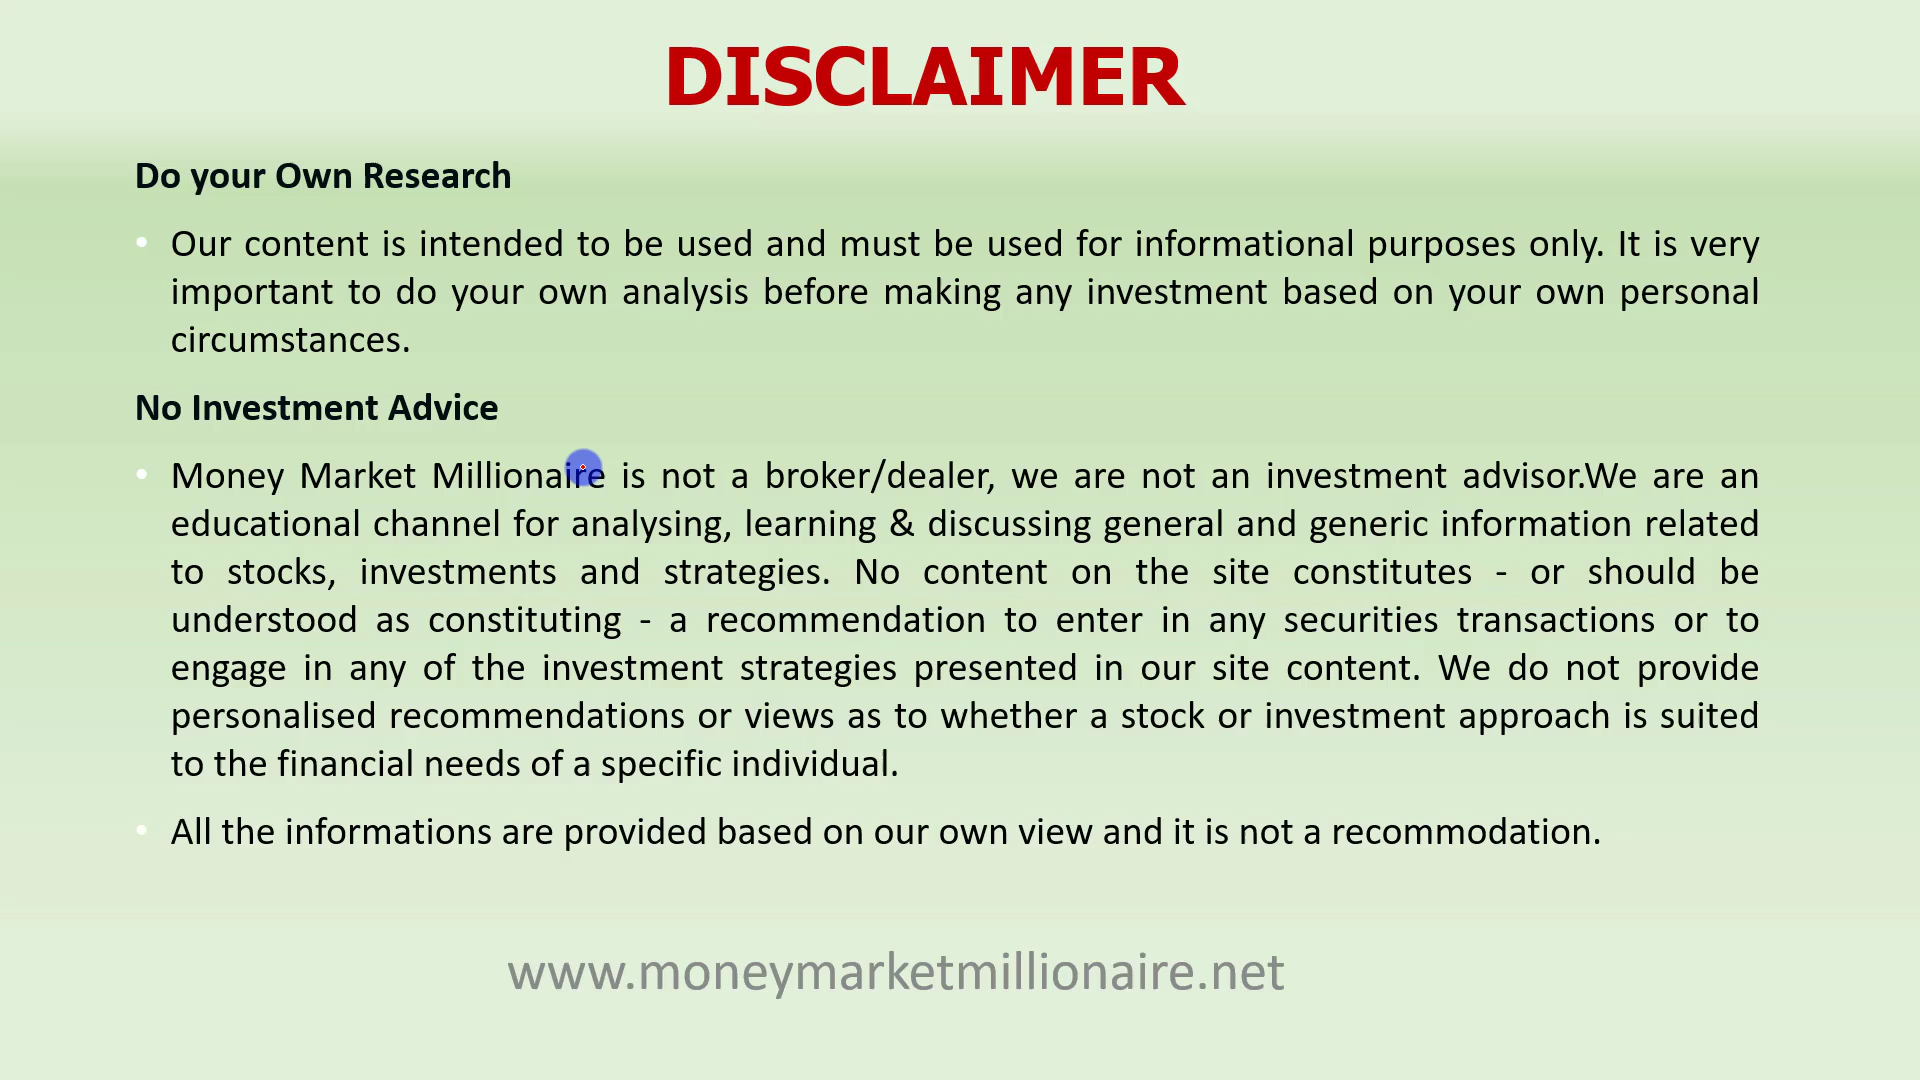 DISCLAIMER
Do your Own Research
• Our content is intended to be used and must be used for informational purposes only. It is very
important to do your own analysis before making any investment based on your own personal
circumstances.
No Investment Advice
• Money Market Millionaire is not a broker/dealer, we are not an investment advisor.We are an
educational channel for analysing, learning & discussing general and generic information related
to stocks, investments and strategies. No content on the site constitutes - or should be
understood as constituting - a recommendation to enter in any securities transactions or to
engage in any of the investment strategies presented in our site content. We do not provide
personalised recommendations or views as to whether a stock or investment approach is suited
to the financial needs of a specific individual.
• All the informations are provided based on our own view and it is not a recommodation.
www.moneymarketmillionaire.net